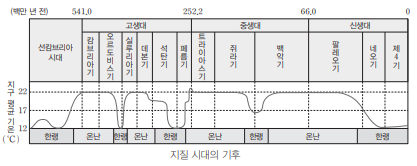 (백만 년 전) 541.0 252.2 66.0 0
선캄브리아 시대 고생대 중생대 신생대
캄브리아기 오르도비스기 실루리아기 데본기 석탄기 페름기 트라이아스기 쥐라기 백악기 팔레오기 네오기 제4기
지구 평균 기온 (℃)
22
17
12
한랭 온난 한랭 온난 한랭 온난 한랭 온난 한랭
지질 시대의 기후